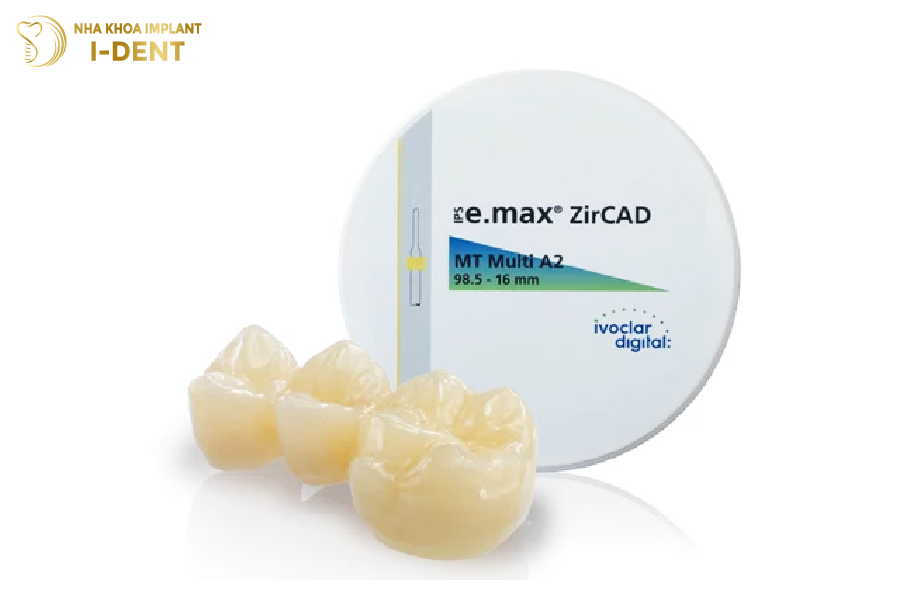 NHA KHOA IMPLANT
I-DENT
IPS e.max® ZirCAD
MT Multi A2
98.5 - 16 mm
ivoclar
digital: